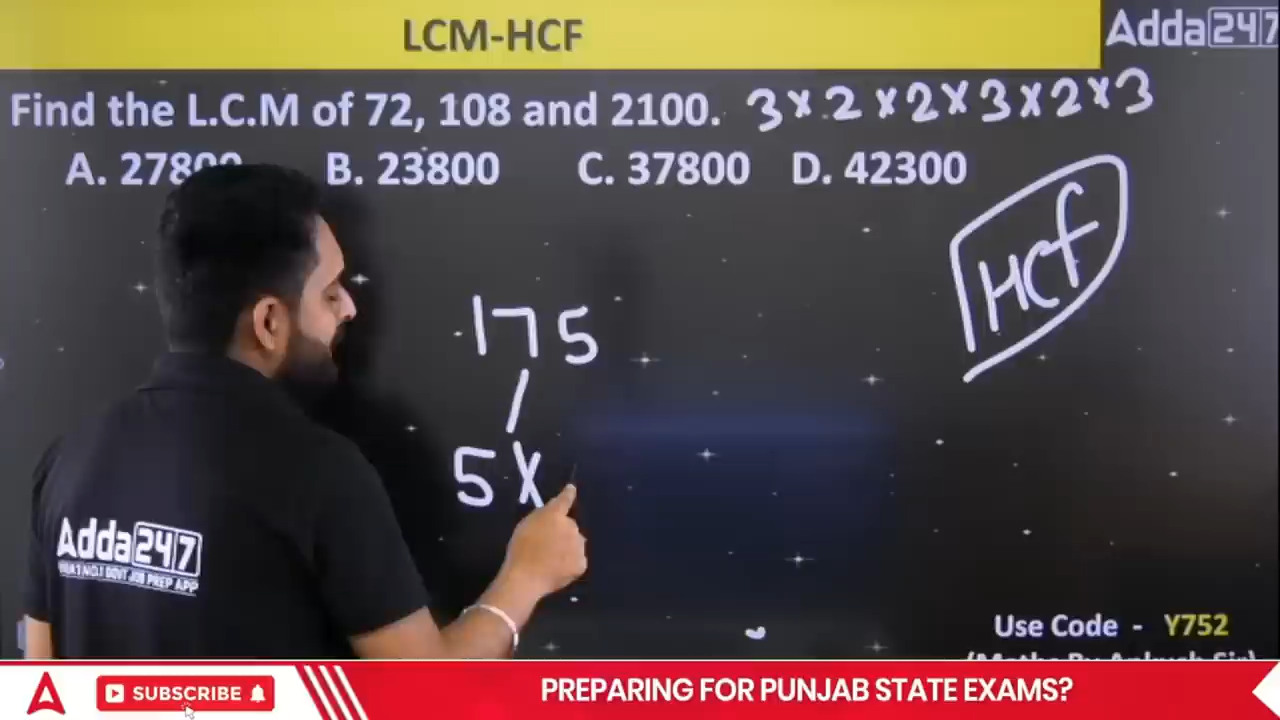 LCM-HCF
Adda247
Find the L.C.M of 72, 108 and 2100. 3×2×2×3×2×3
A. 27800 B. 23800 C. 37800 D. 42300
HCf
175
5×
Adda247
Use Code - Y752
SUBSCRIBE
PREPARING FOR PUNJAB STATE EXAMS?